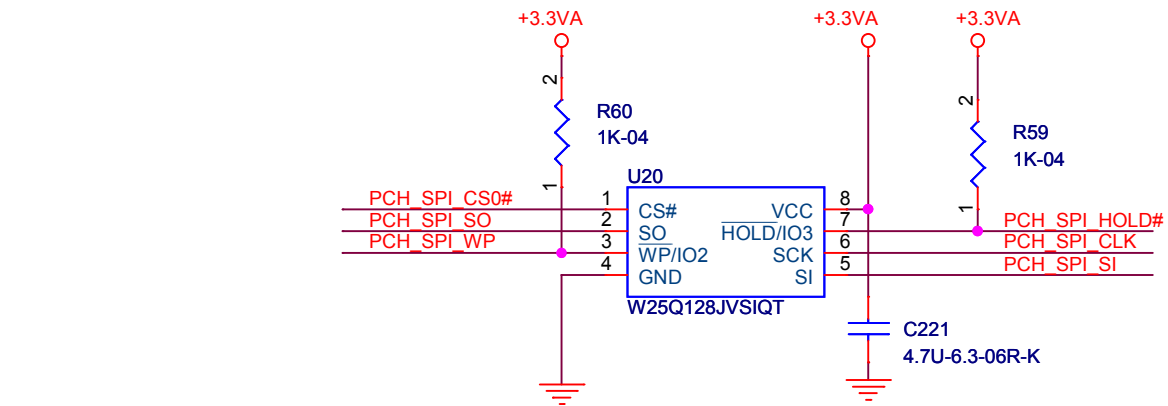 +3.3VA +3.3VA +3.3VA
2
2
R60
1K-04
R59
1K-04
1
U20
PCH_SPI_CS0# 1 CS# VCC 8
1
PCH_SPI_SO 2 SO HOLD/IO3 7 PCH_SPI_HOLD#
PCH_SPI_WP 3 WP/IO2 SCK 6 PCH_SPI_CLK
4 GND SI 5 PCH_SPI_SI
W25Q128JVSIQT
C221
4.7U-6.3-06R-K